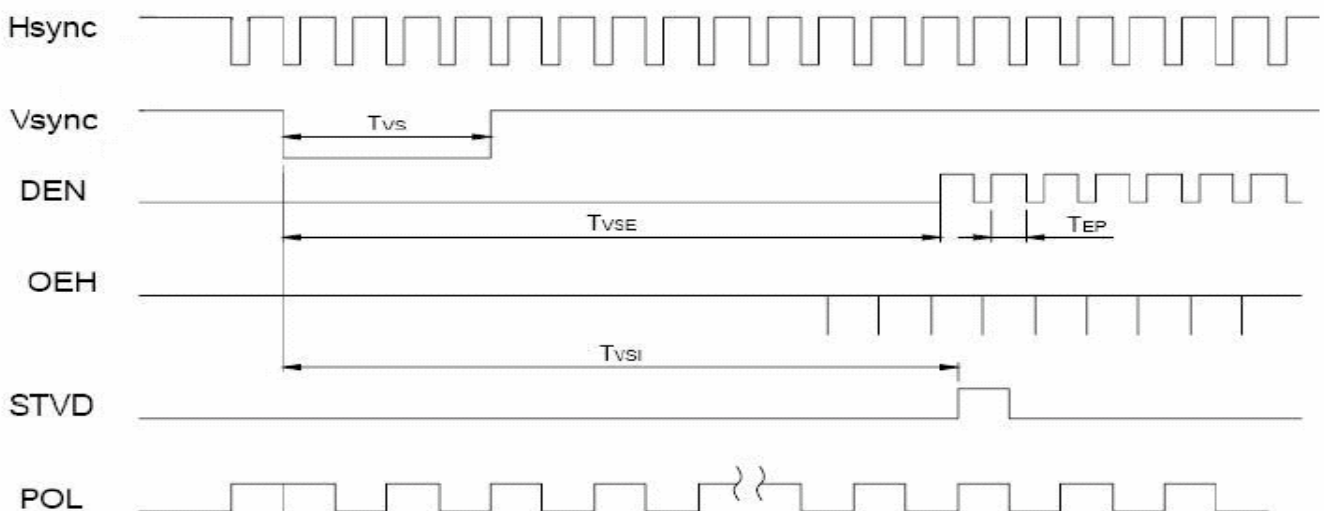 Hsync
Vsync
TVS
DEN
TVSE
TEP
OEH
TVSI
STVD
POL